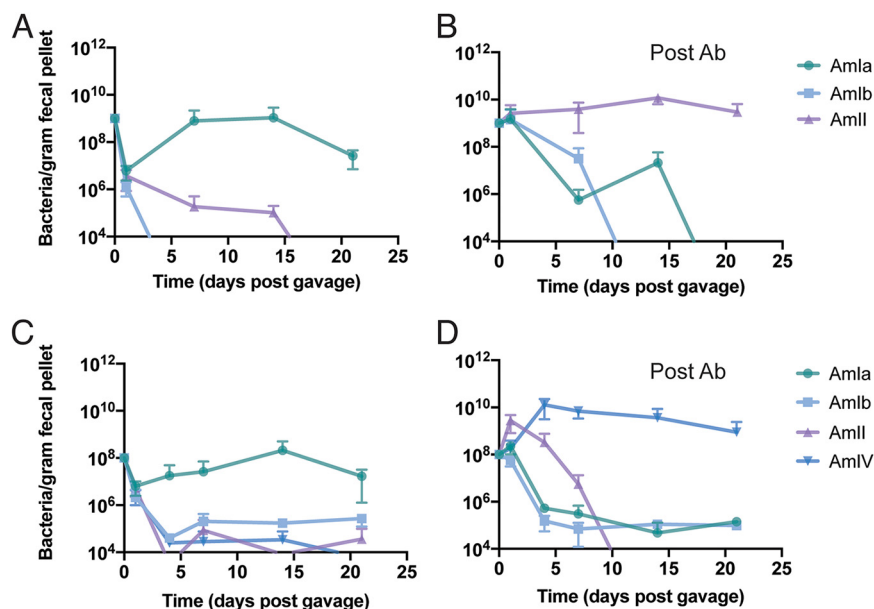 A
Bacteria/gram fecal pellet
10¹²
10¹⁰
10⁸
10⁶
10⁴
0 5 10 15 20 25
Time (days post gavage)
B
Post Ab
10¹²
10¹⁰
10⁸
10⁶
10⁴
0 5 10 15 20 25
Time (days post gavage)
AmIa
AmIb
AmII
C
Bacteria/gram fecal pellet
10¹²
10¹⁰
10⁸
10⁶
10⁴
0 5 10 15 20 25
Time (days post gavage)
D
Post Ab
10¹²
10¹⁰
10⁸
10⁶
10⁴
0 5 10 15 20 25
Time (days post gavage)
AmIa
AmIb
AmII
AmIV